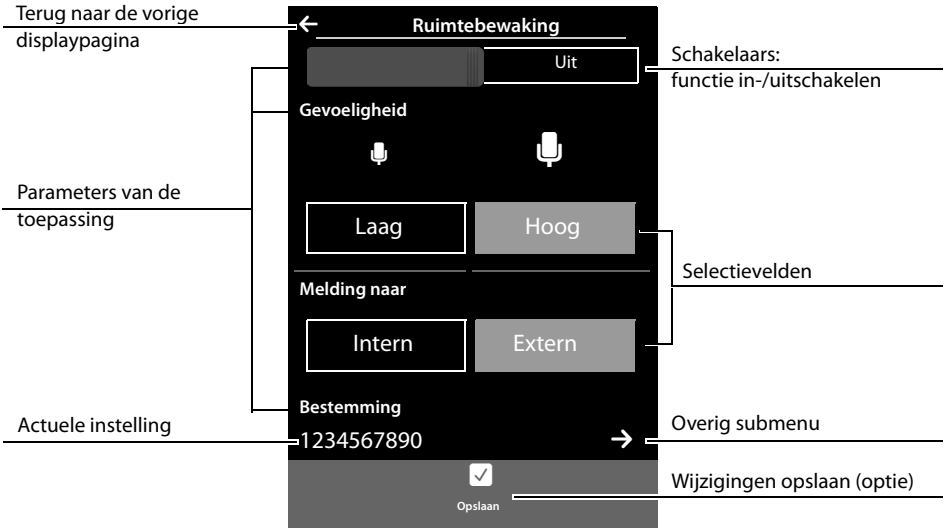 Terug naar de vorige
displaypagina
Parameters van de
toepassing
Actuele instelling
Ruimtebewaking
Uit
Gevoeligheid
Laag
Hoog
Melding naar
Intern
Extern
Bestemming
1234567890
Opslaan
Schakelaars:
functie in-/uitschakelen
Selectievelden
Overig submenu
Wijzigingen opslaan (optie)